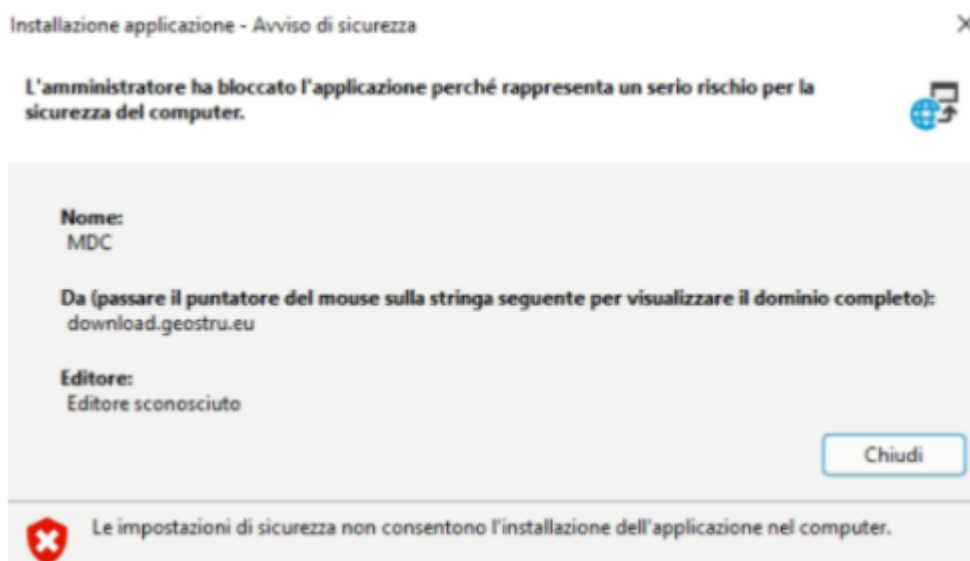 Installazione applicazione - Avviso di sicurezza
L'amministratore ha bloccato l'applicazione perché rappresenta un serio rischio per la
sicurezza del computer.
Nome:
MDC
Da (passare il puntatore del mouse sulla stringa seguente per visualizzare il dominio completo):
download.geostru.eu
Editore:
Editore sconosciuto
Chiudi
Le impostazioni di sicurezza non consentono l'installazione dell'applicazione nel computer.